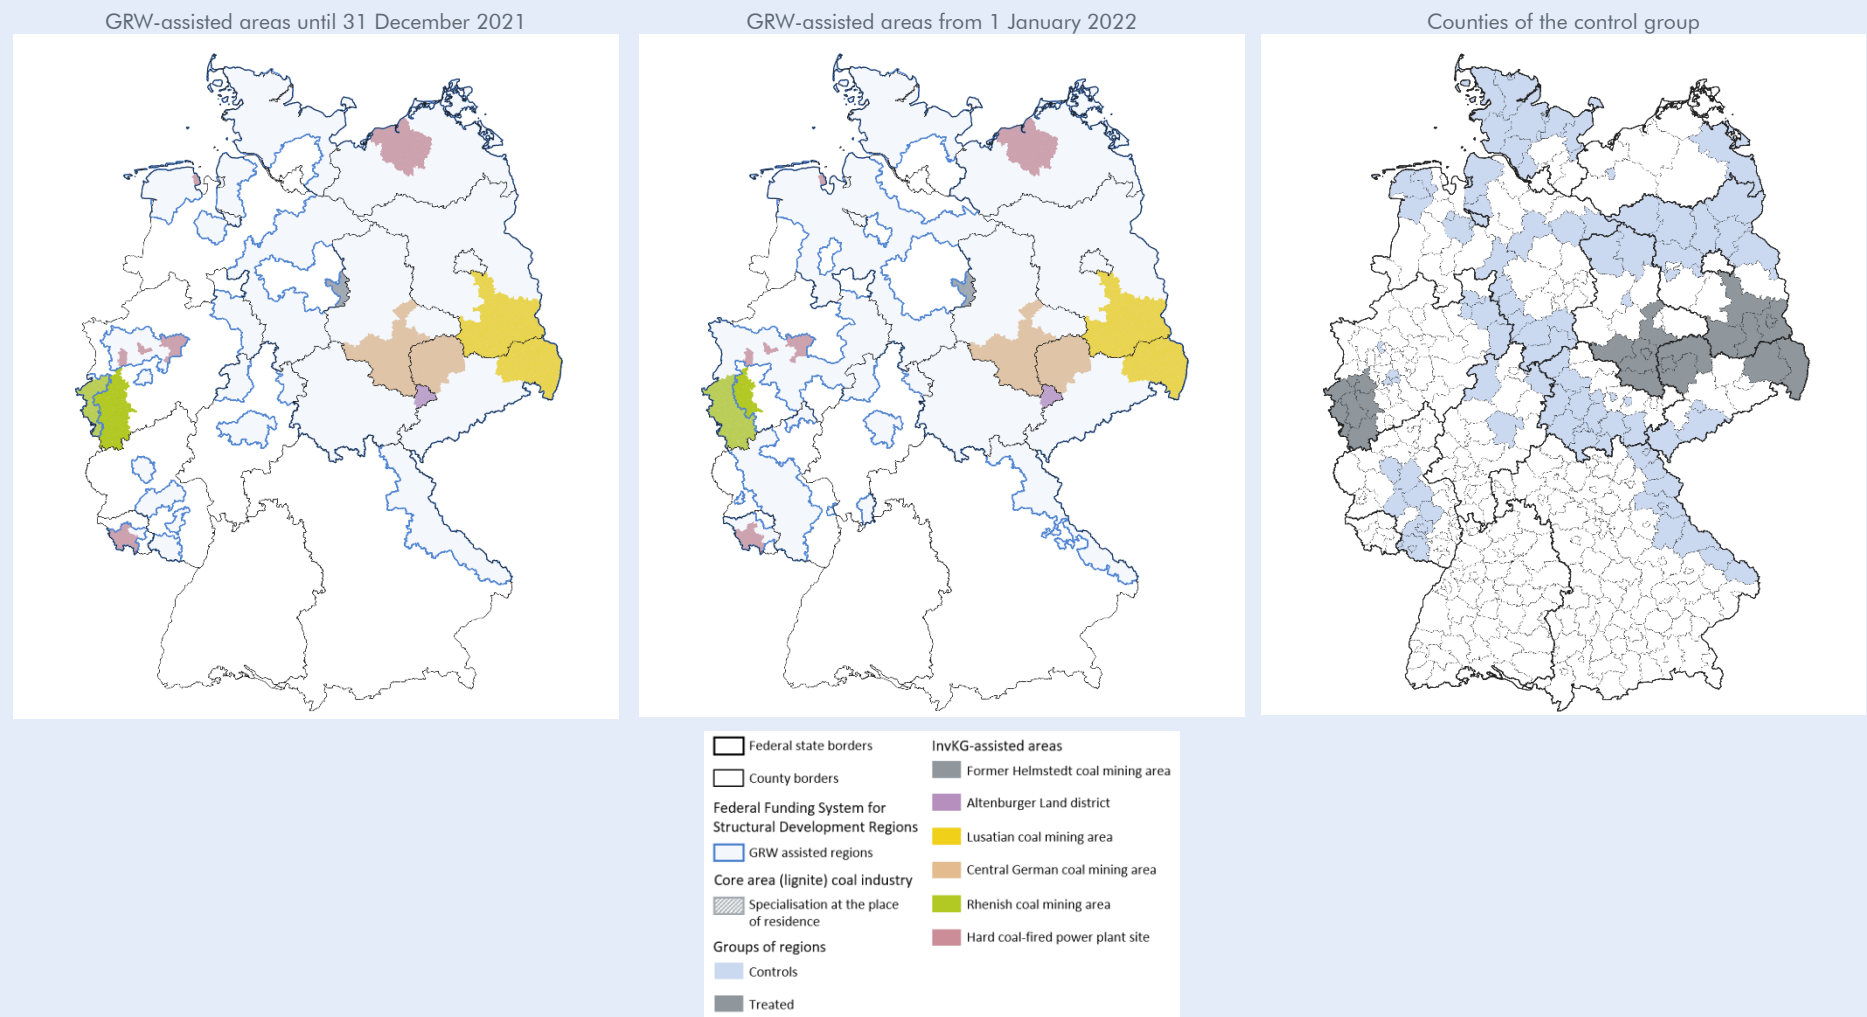 GRW-assisted areas until 31 December 2021
GRW-assisted areas from 1 January 2022
Counties of the control group
Federal state borders
County borders
Federal Funding System for
Structural Development Regions
GRW assisted regions
Core area (lignite) coal industry
Specialisation at the place
of residence
Groups of regions
Controls
Treated
InvKG-assisted areas
Former Helmstedt coal mining area
Altenburger Land district
Lusatian coal mining area
Central German coal mining area
Rhenish coal mining area
Hard coal-fired power plant site